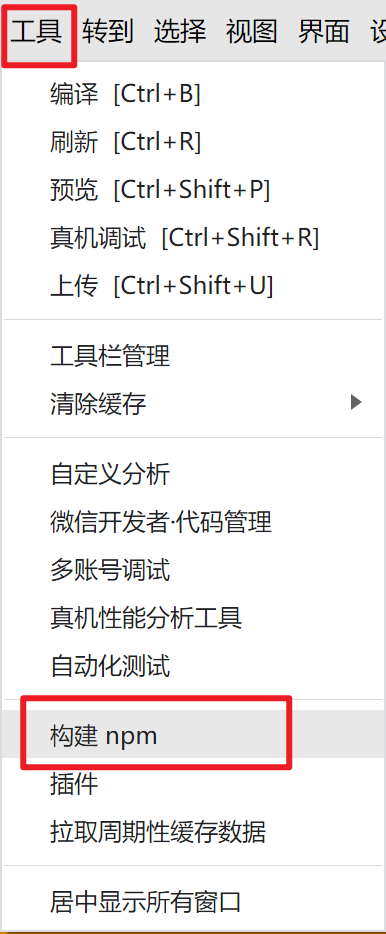 工具 转到 选择 视图 界面
编译 [Ctrl+B]
刷新 [Ctrl+R]
预览 [Ctrl+Shift+P]
真机调试 [Ctrl+Shift+R]
上传 [Ctrl+Shift+U]
工具栏管理
清除缓存
自定义分析
微信开发者·代码管理
多账号调试
真机性能分析工具
自动化测试
构建 npm
插件
拉取周期性缓存数据
居中显示所有窗口